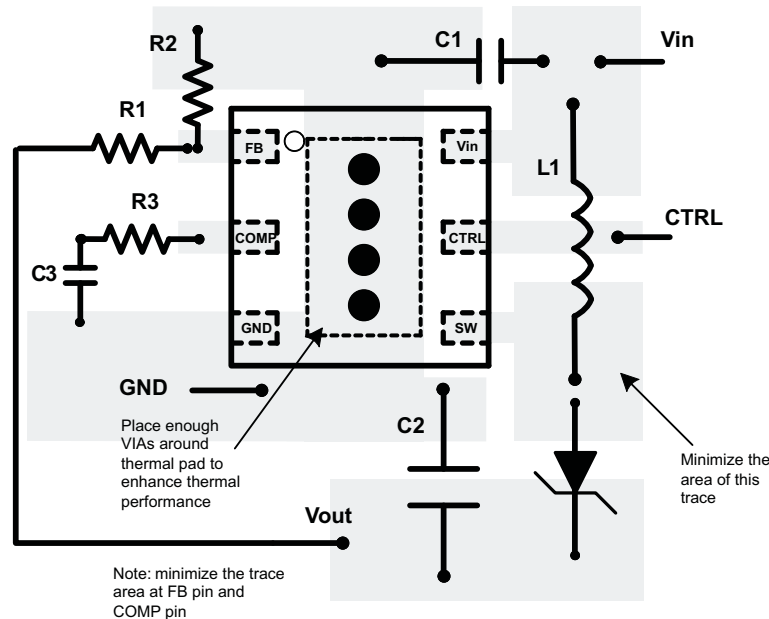 R2
C1
Vin
R1
FB
Vin
L1
R3
COMP
CTRL
CTRL
C3
GND
SW
GND
Place enough
VIAs around
thermal pad to
enhance thermal
performance
C2
Minimize the
area of this
trace
Vout
Note: minimize the trace
area at FB pin and
COMP pin